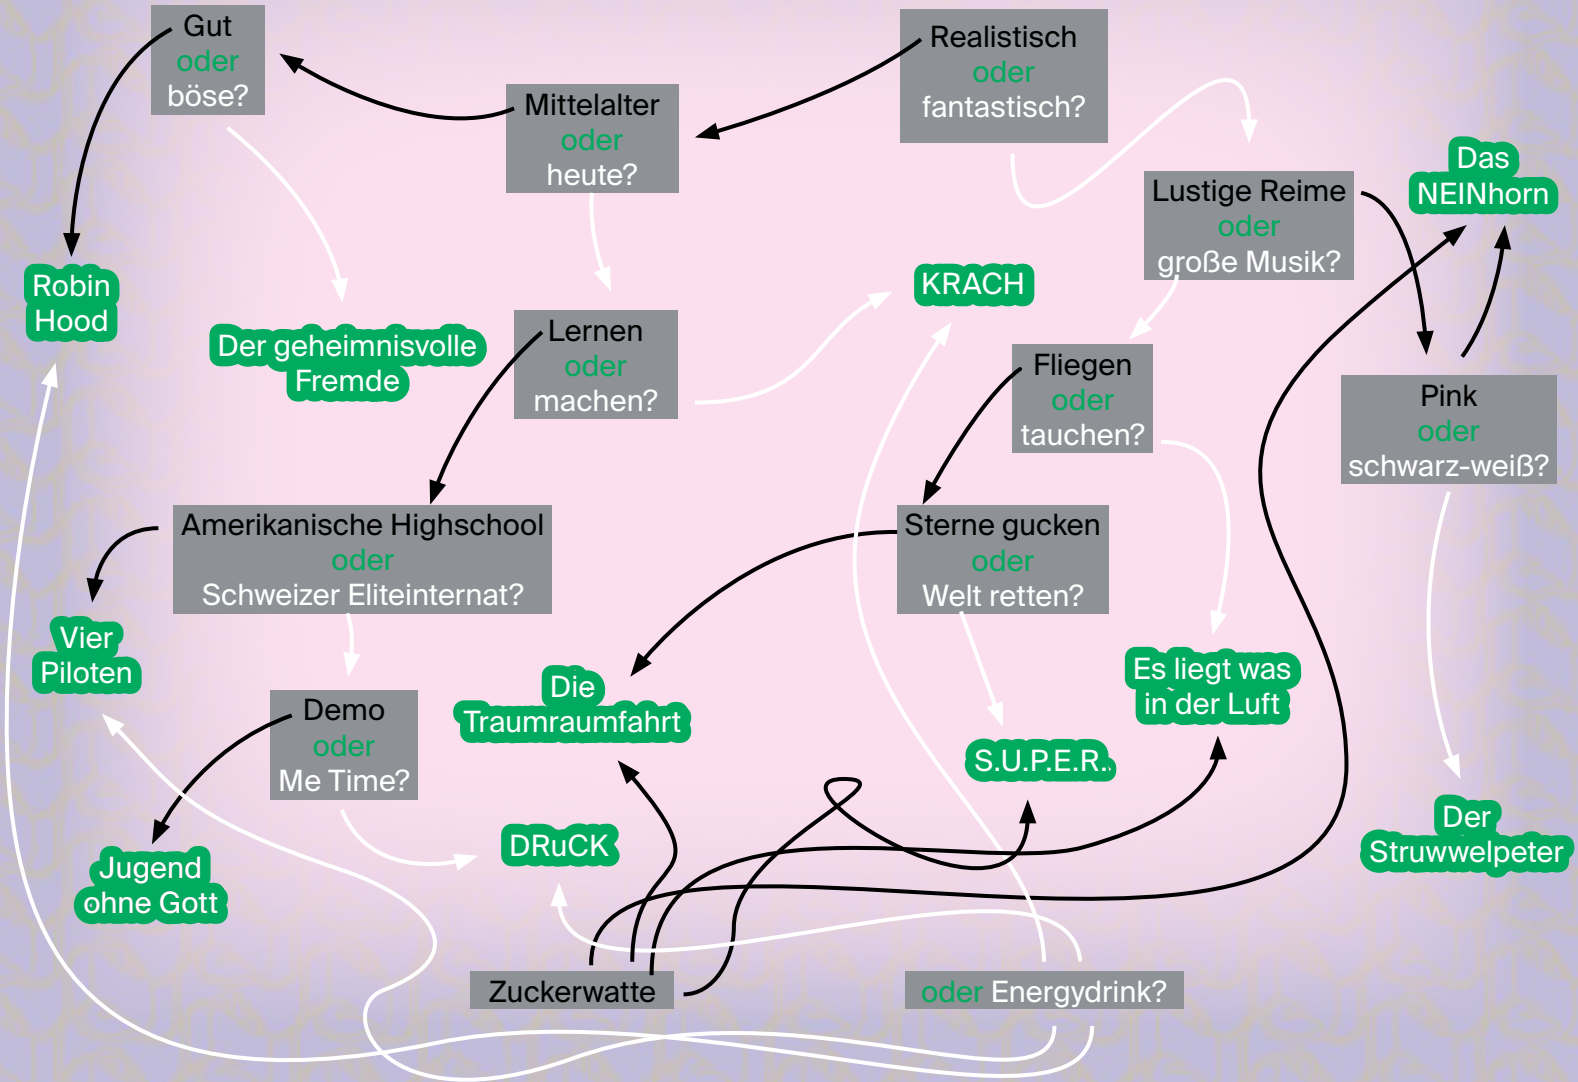 Gut
oder
böse?
Realistisch
oder
fantastisch?
Mittelalter
oder
heute?
Das
NEINhorn
Lustige Reime
oder
große Musik?
Robin
Hood
KRACH
Der geheimnisvolle
Fremde
Lernen
oder
machen?
Fliegen
oder
tauchen?
Pink
oder
schwarz-weiß?
Amerikanische Highschool
oder
Schweizer Eliteinternat?
Sterne gucken
oder
Welt retten?
Vier
Piloten
Die
Traumraumfahrt
Es liegt was
in der Luft
Demo
oder
Me Time?
S.U.P.E.R.
DRuCK
Der
Struwwelpeter
Jugend
ohne Gott
Zuckerwatte
oder Energydrink?